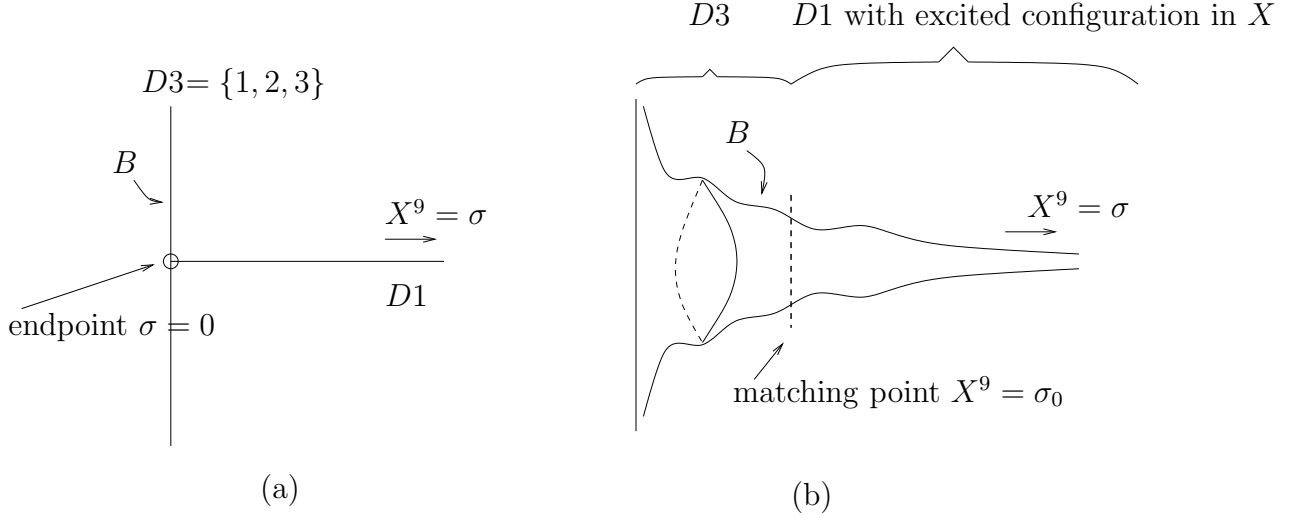 D3= {1, 2, 3}
B
X⁹ = σ
D1
endpoint σ = 0
(a)
D3
D1 with excited configuration in X
B
X⁹ = σ
matching point X⁹ = σ₀
(b)